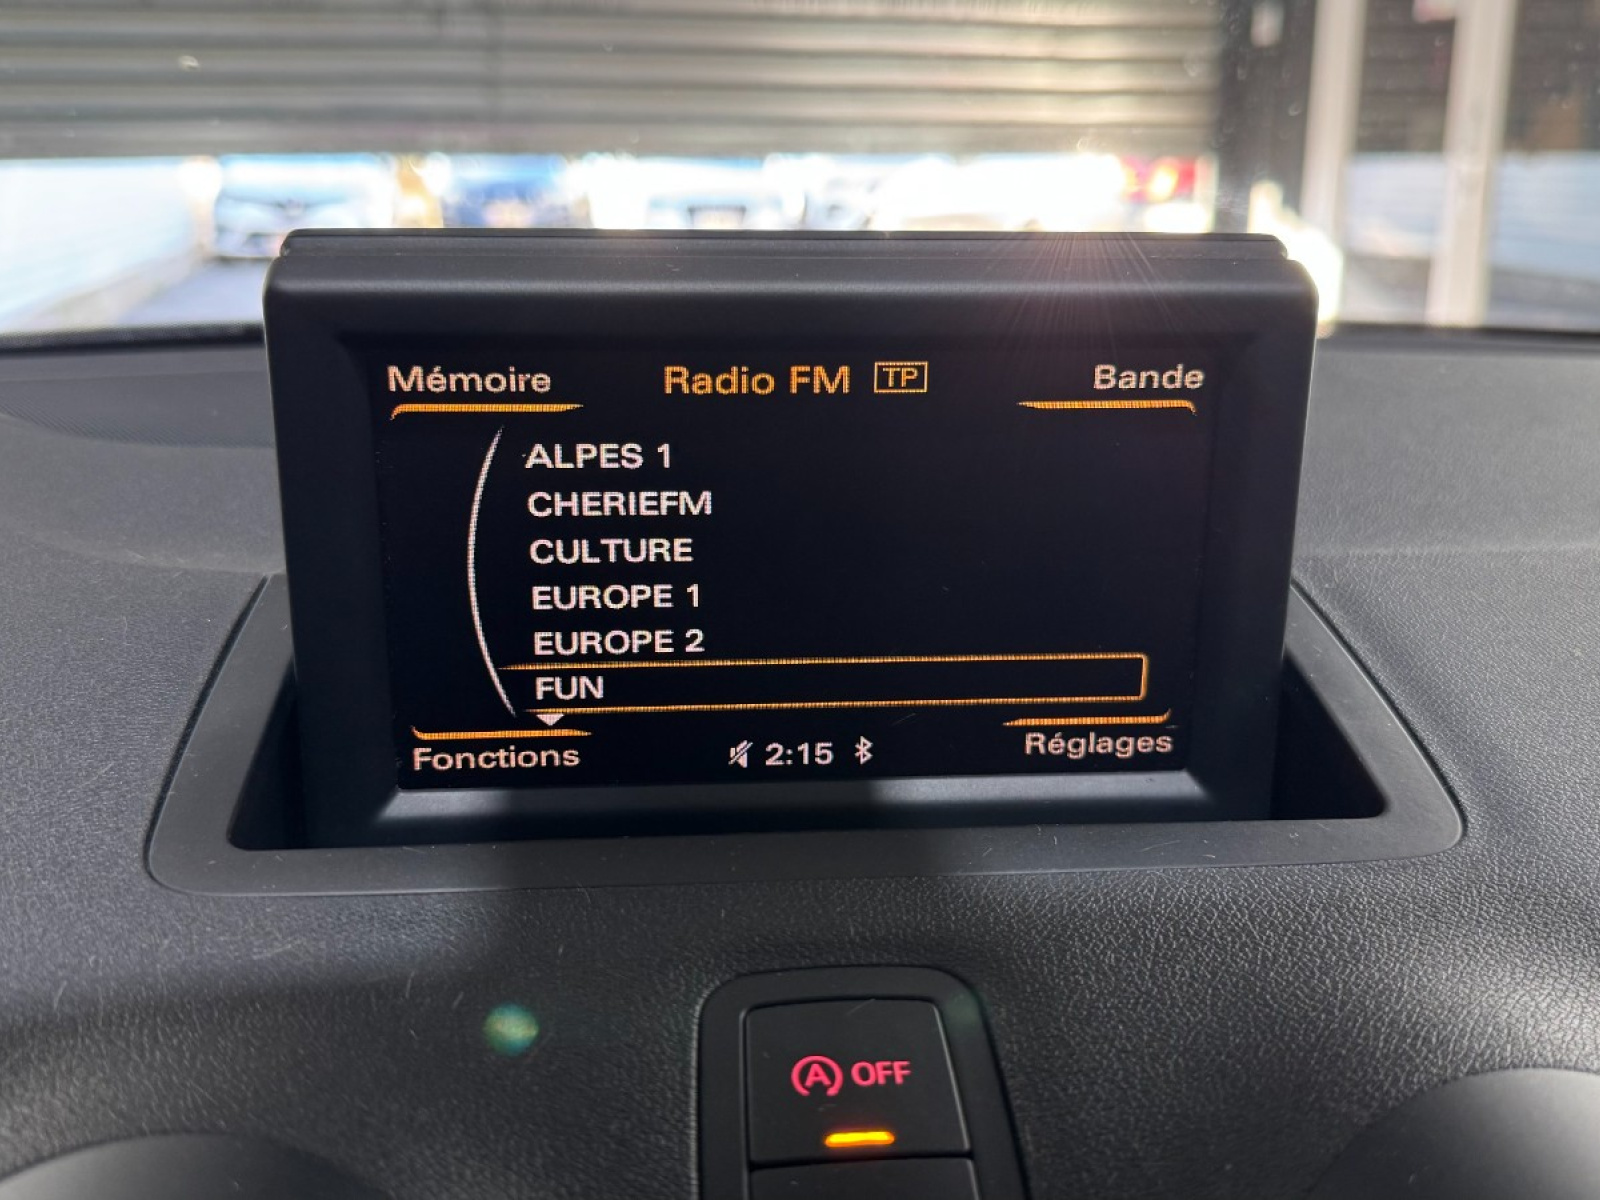 Mémoire Radio FM TP Bande
ALPES 1
CHERIEFM
CULTURE
EUROPE 1
EUROPE 2
FUN
Fonctions 2:15 Réglages
A OFF